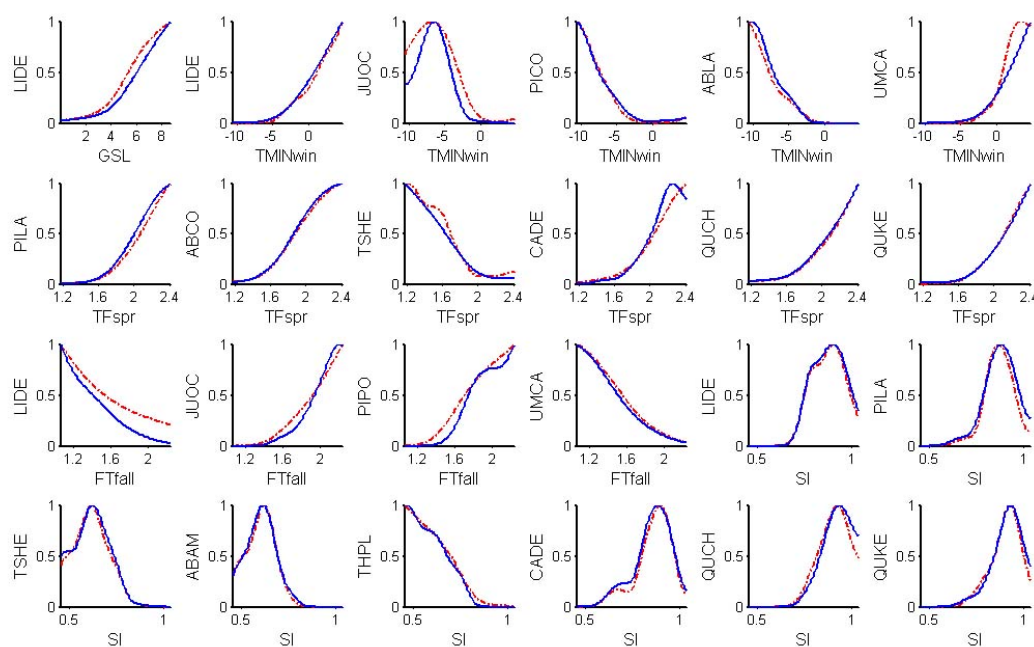 LIDE 1 0.5 0 2 4 6 8 GSL
LIDE 1 0.5 0 -10 -5 0 TMINwin
JUOC 1 0.5 0 -10 -5 0 TMINwin
PICO 1 0.5 0 -10 -5 0 TMINwin
ABLA 1 0.5 0 -10 -5 0 TMINwin
UMCA 1 0.5 0 -10 -5 0 TMINwin
PILA 1 0.5 0 1.2 1.6 2 2.4 TFspr
ABCO 1 0.5 0 1.2 1.6 2 2.4 TFspr
TSHE 1 0.5 0 1.2 1.6 2 2.4 TFspr
CADE 1 0.5 0 1.2 1.6 2 2.4 TFspr
QUCH 1 0.5 0 1.2 1.6 2 2.4 TFspr
QUKE 1 0.5 0 1.2 1.6 2 2.4 TFspr
LIDE 1 0.5 0 1.2 1.6 2 FTfall
JUOC 1 0.5 0 1.2 1.6 2 FTfall
PIPO 1 0.5 0 1.2 1.6 2 FTfall
UMCA 1 0.5 0 1.2 1.6 2 FTfall
LIDE 1 0.5 0 0.5 1 SI
PILA 1 0.5 0 0.5 1 SI
TSHE 1 0.5 0 0.5 1 SI
ABAM 1 0.5 0 0.5 1 SI
THPL 1 0.5 0 0.5 1 SI
CADE 1 0.5 0 0.5 1 SI
QUCH 1 0.5 0 0.5 1 SI
QUKE 1 0.5 0 0.5 1 SI